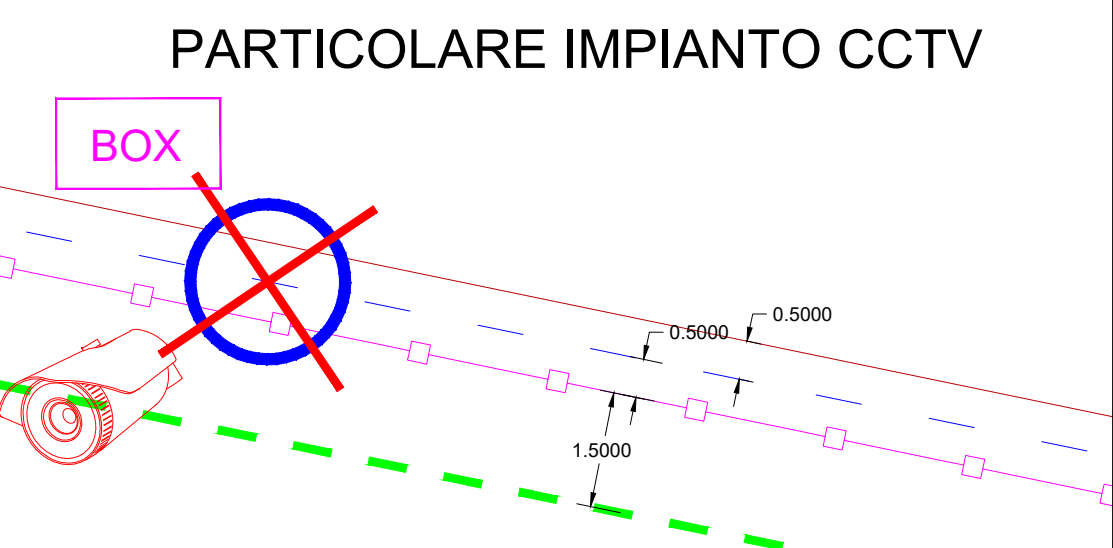 PARTICOLARE IMPIANTO CCTV
BOX
0.5000
0.5000
1.5000